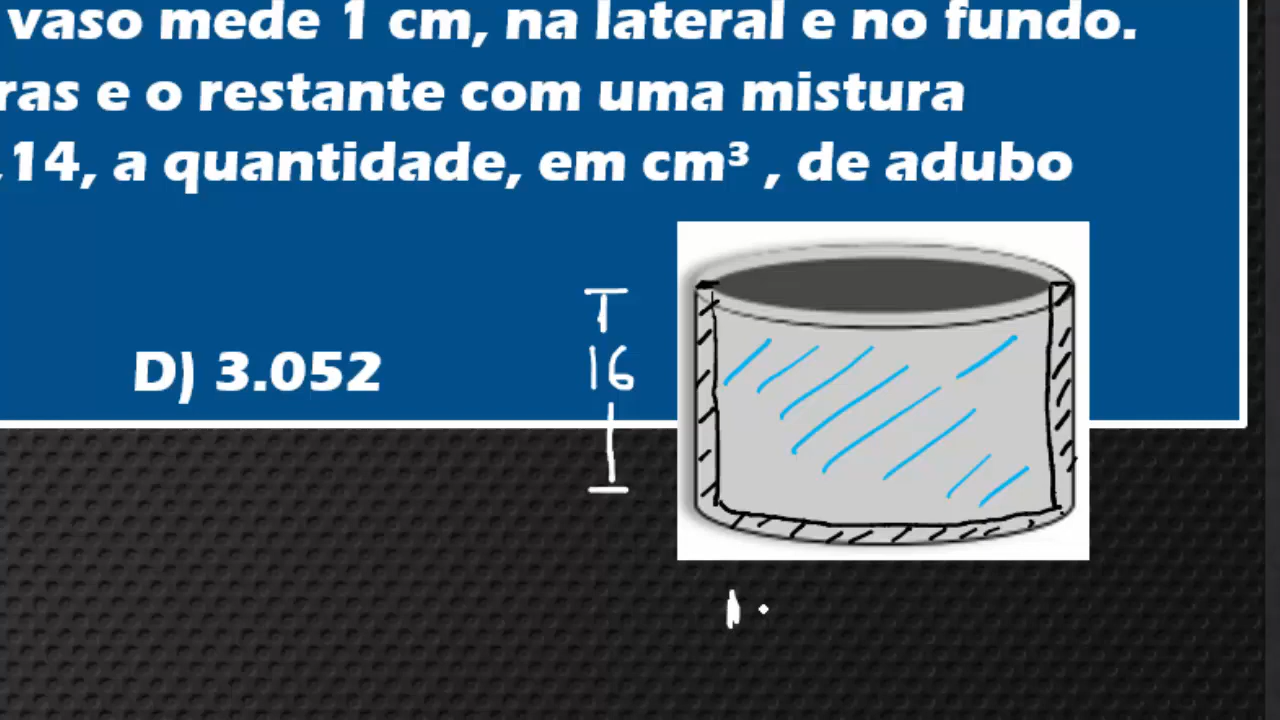 vaso mede 1 cm, na lateral e no fundo.
ras e o restante com uma mistura
,14, a quantidade, em cm³ , de adubo
D) 3.052
16